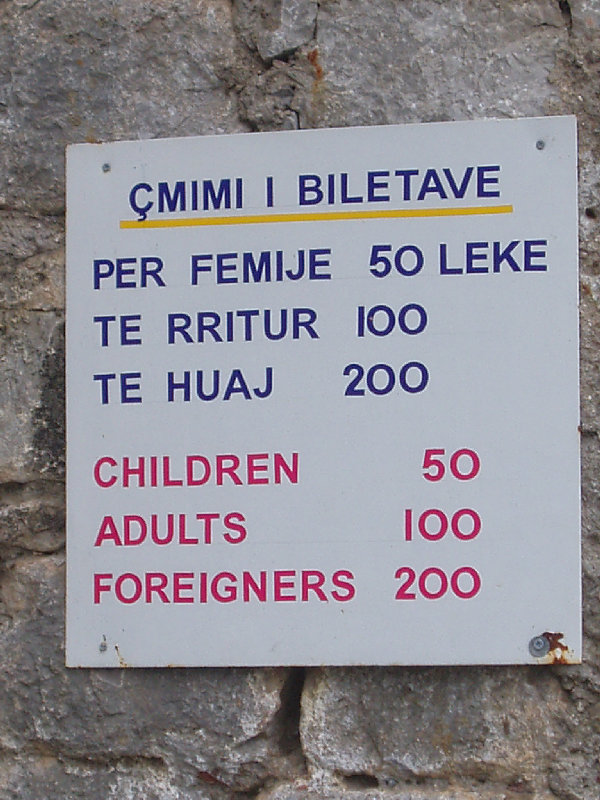 ÇMIMI I BILETAVE
PER FEMIJE 50 LEKE
TE RRITUR 100
TE HUAJ 200
CHILDREN 50
ADULTS 100
FOREIGNERS 200